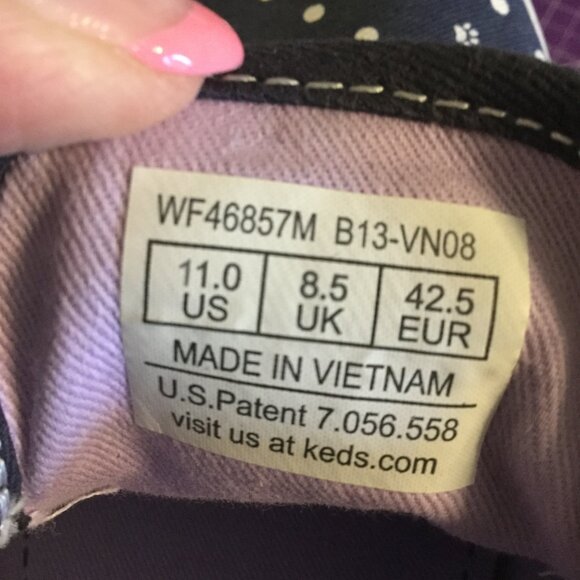 WF46857M B13-VN08
11.0 8.5 42.5
US UK EUR
MADE IN VIETNAM
U.S.Patent 7.056.558
visit us at keds.com